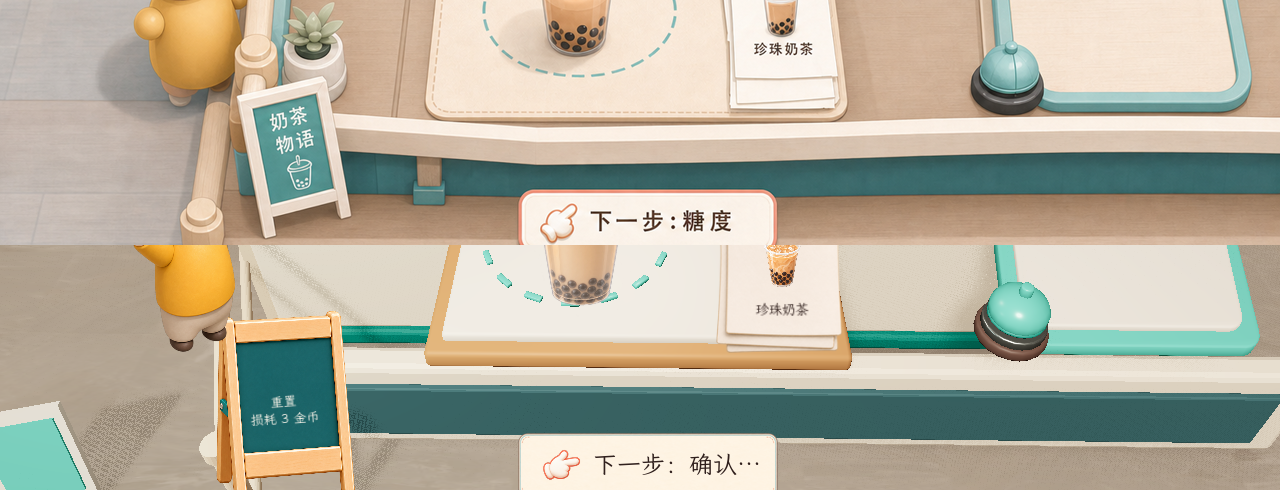 珍珠奶茶
奶茶
物语
下一步:糖度
珍珠奶茶
重置
损耗 3 金币
下一步：确认…